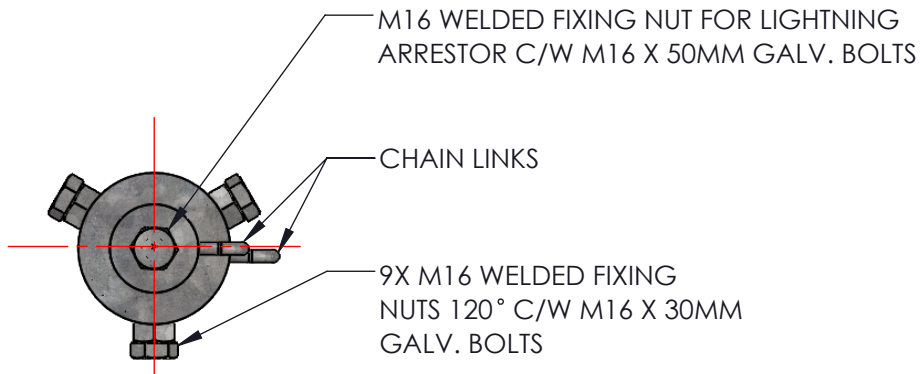 M16 WELDED FIXING NUT FOR LIGHTNING
ARRESTOR C/W M16 X 50MM GALV. BOLTS
CHAIN LINKS
9X M16 WELDED FIXING
NUTS 120° C/W M16 X 30MM
GALV. BOLTS